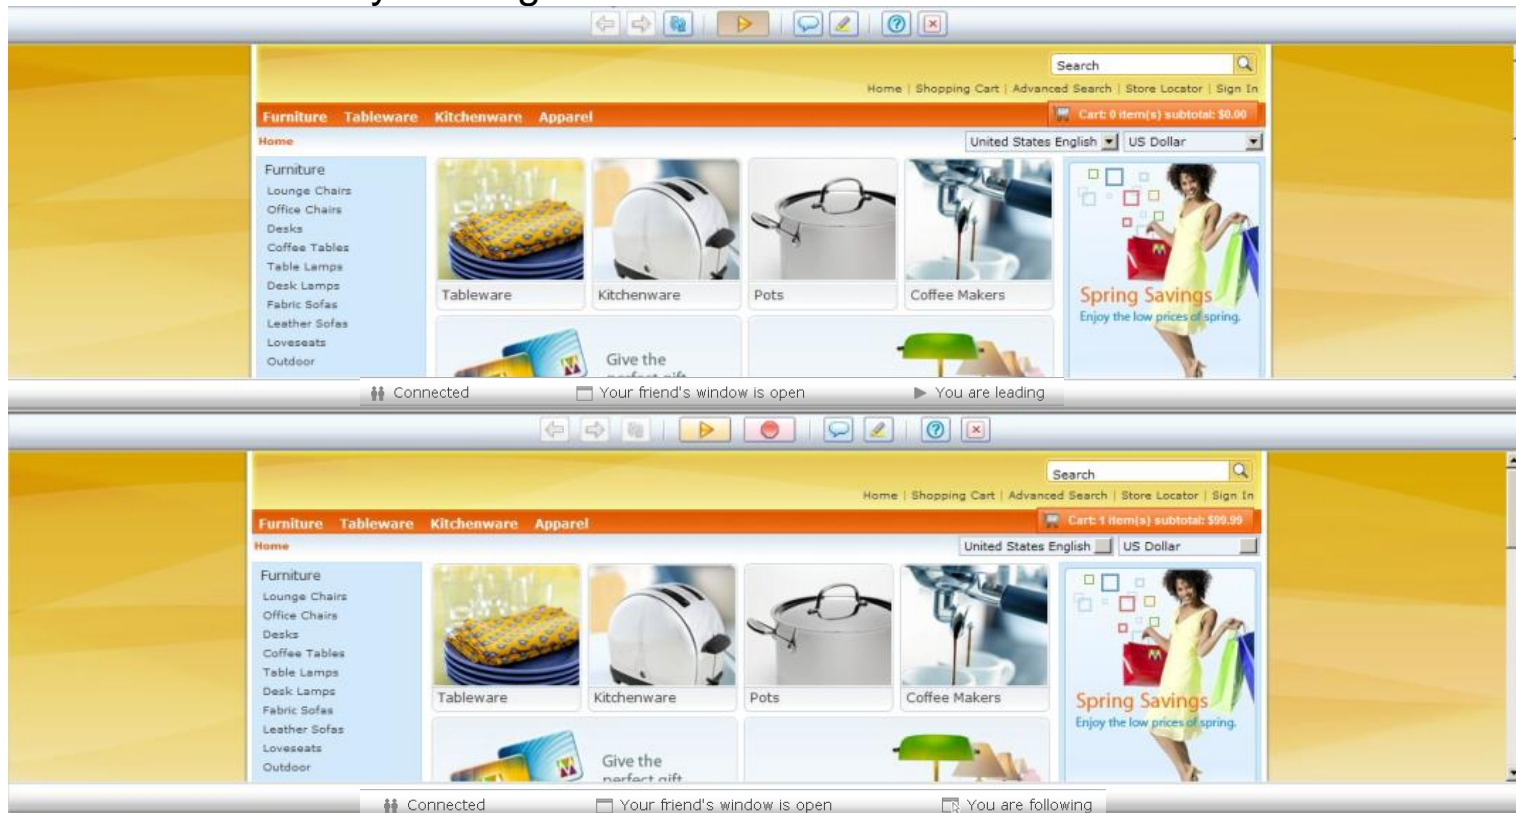 Search
Home | Shopping Cart | Advanced Search | Store Locator | Sign In
Furniture Tableware Kitchenware Apparel Cart: 0 item(s) subtotal: $0.00
Home United States English US Dollar
Furniture
Lounge Chairs
Office Chairs
Desks
Coffee Tables
Table Lamps
Desk Lamps
Fabric Sofas
Leather Sofas
Loveseats
Outdoor
Tableware Kitchenware Pots Coffee Makers
Give the
Spring Savings
Enjoy the low prices of spring.
Connected Your friend's window is open You are leading
Search
Home | Shopping Cart | Advanced Search | Store Locator | Sign In
Furniture Tableware Kitchenware Apparel Cart: 1 item(s) subtotal: $99.99
Home United States English US Dollar
Furniture
Lounge Chairs
Office Chairs
Desks
Coffee Tables
Table Lamps
Desk Lamps
Fabric Sofas
Leather Sofas
Loveseats
Outdoor
Tableware Kitchenware Pots Coffee Makers
Give the
perfect gift
Spring Savings
Enjoy the low prices of spring.
Connected Your friend's window is open You are following